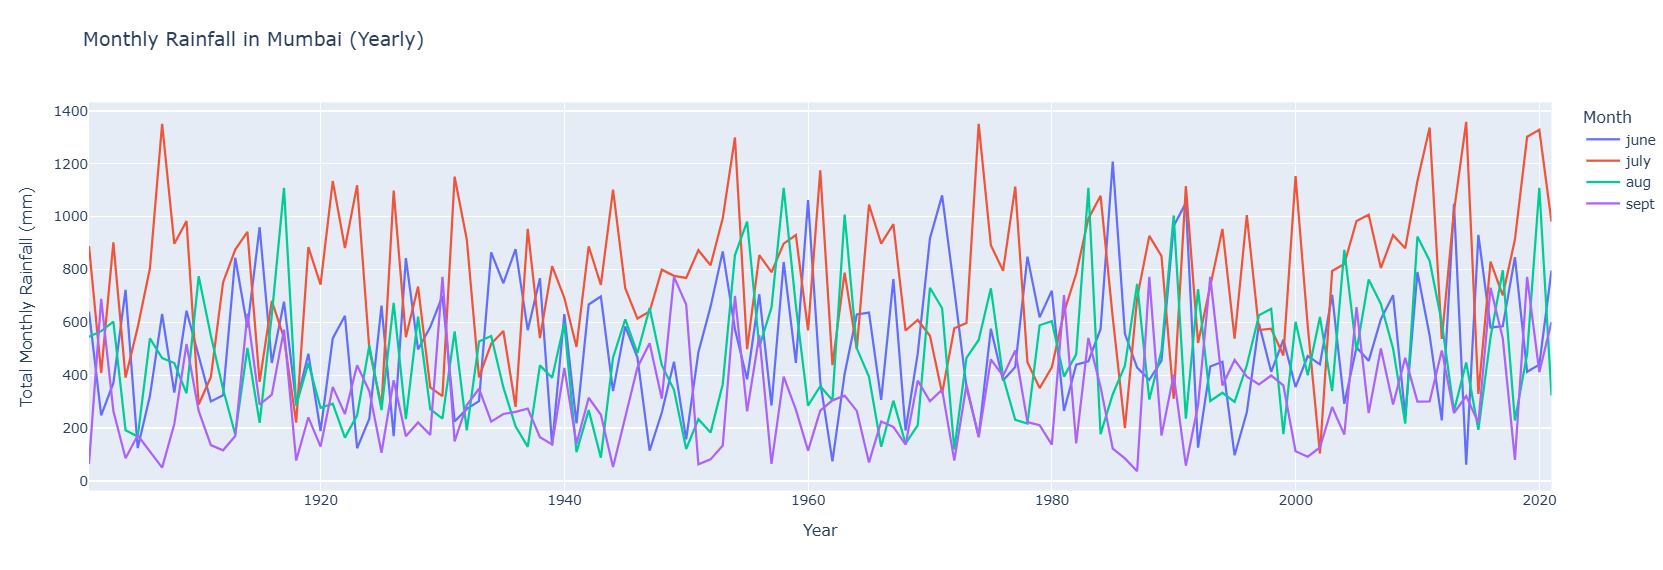 Monthly Rainfall in Mumbai (Yearly)
Total Monthly Rainfall (mm)
1400
1200
1000
800
600
400
200
0
1920
1940
1960
1980
2000
2020
Year
Month
june
july
aug
sept